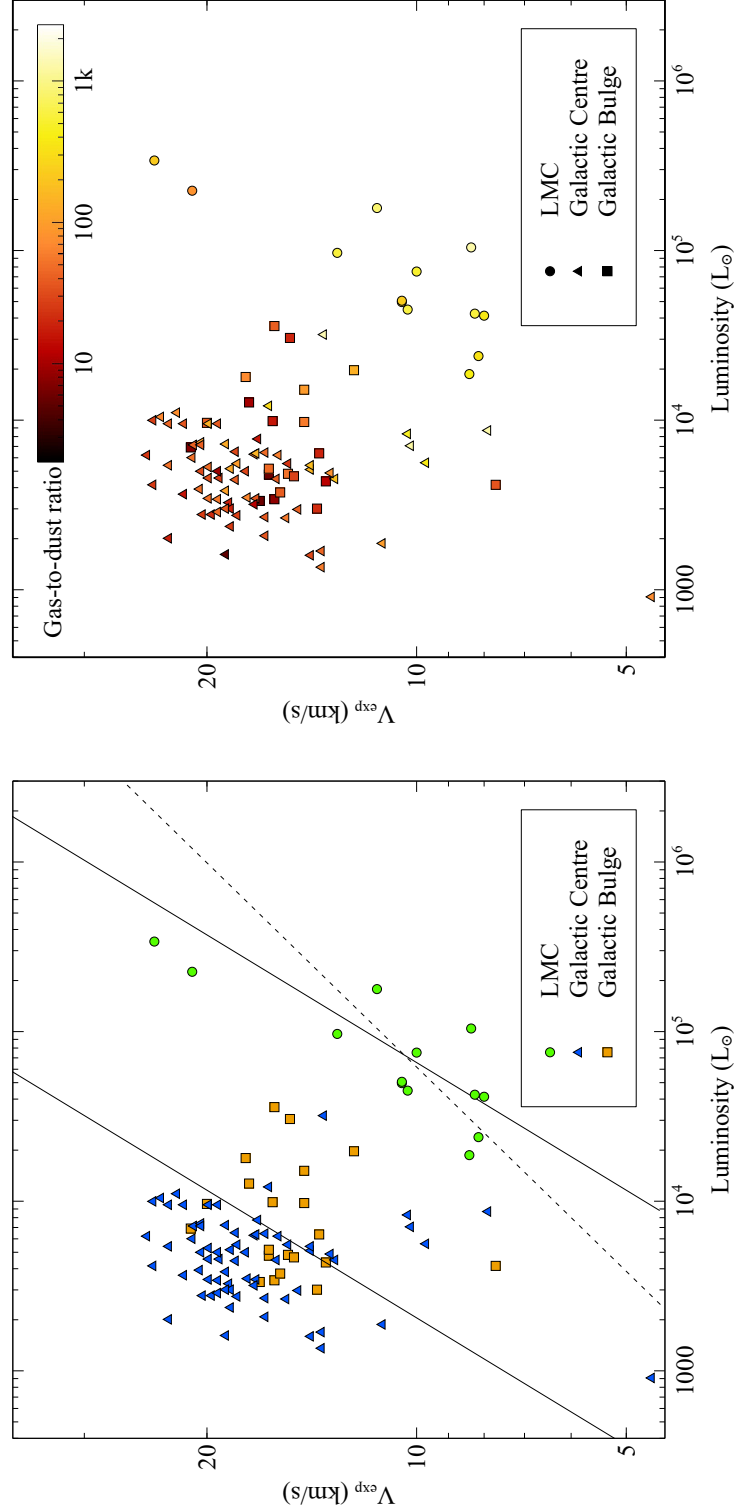 20
10
5
V_exp (km/s)
1000
10^4
10^5
10^6
Luminosity (L_⊙)
LMC
Galactic Centre
Galactic Bulge
Gas-to-dust ratio
10
100
1k
20
10
5
V_exp (km/s)
1000
10^4
10^5
10^6
Luminosity (L_⊙)
LMC
Galactic Centre
Galactic Bulge